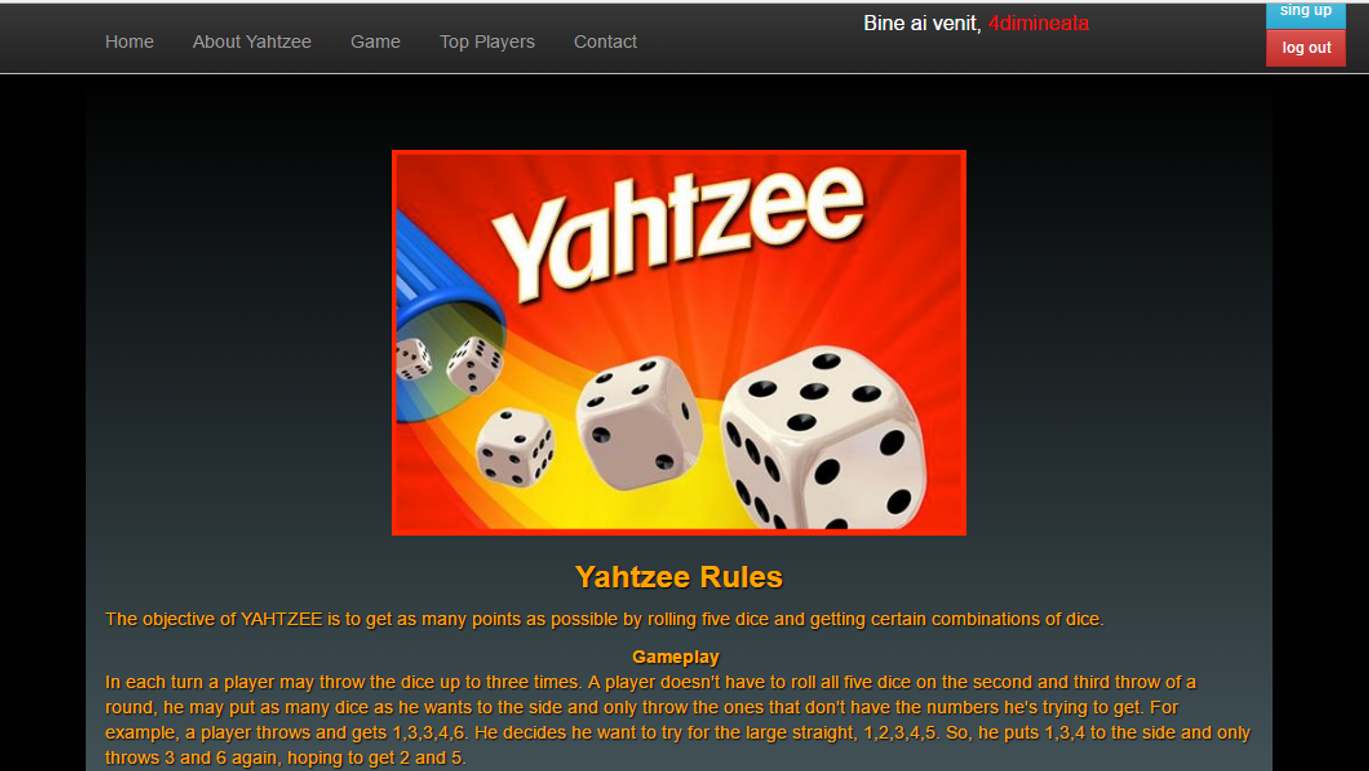 Home About Yahtzee Game Top Players Contact
Bine ai venit, 4dimineata
sing up
log out
Yahtzee
Yahtzee Rules
The objective of YAHTZEE is to get as many points as possible by rolling five dice and getting certain combinations of dice.
Gameplay
In each turn a player may throw the dice up to three times. A player doesn't have to roll all five dice on the second and third throw of a
round, he may put as many dice as he wants to the side and only throw the ones that don't have the numbers he's trying to get. For
example, a player throws and gets 1,3,3,4,6. He decides he want to try for the large straight, 1,2,3,4,5. So, he puts 1,3,4 to the side and only
throws 3 and 6 again, hoping to get 2 and 5.